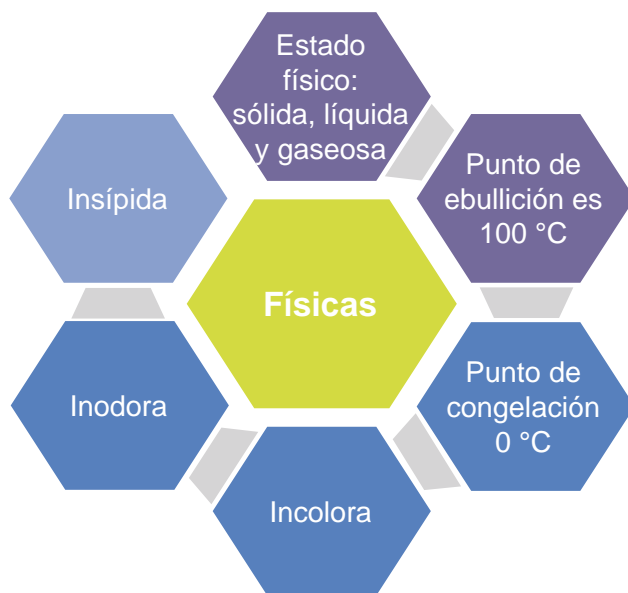 Estado
físico:
sólida, líquida
y gaseosa
Punto de
ebullición es
100 °C
Punto de
congelación
0 °C
Incolora
Inodora
Insípida
Físicas